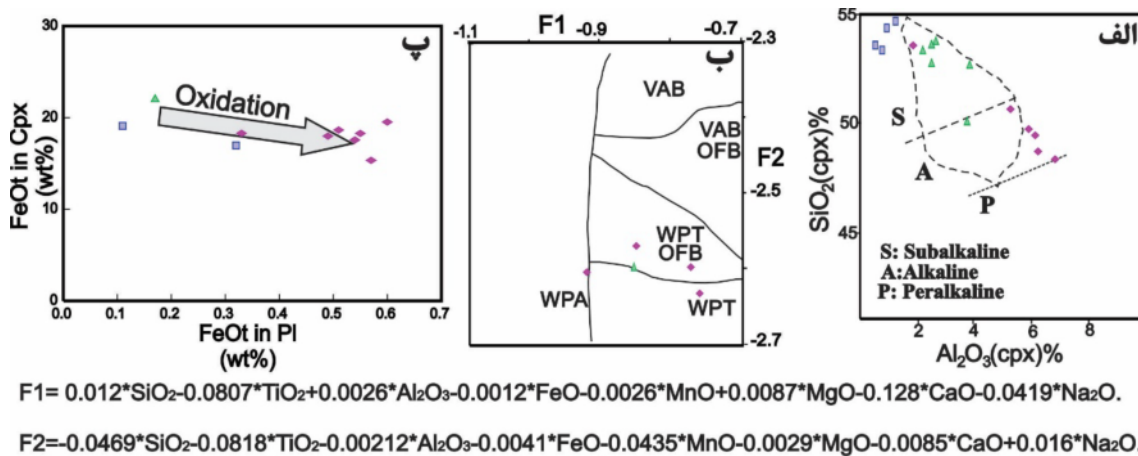 پ
30
20
10
0
0.0 0.1 0.2 0.3 0.4 0.5 0.6 0.7
FeOt in Cpx
(wt%)
FeOt in Pl
(wt%)
Oxidation
ب
F1
-1.1 -0.9 -0.7
-2.3
F2
-2.5
-2.7
VAB
VAB
OFB
WPT
OFB
WPA
WPT
الف
55
50
45
SiO₂(cpx)%
S
A
P
S: Subalkaline
A:Alkaline
P: Peralkaline
2 4 6 8
Al₂O₃(cpx)%
F1= 0.012*SiO₂-0.0807*TiO₂+0.0026*Al₂O₃-0.0012*FeO-0.0026*MnO+0.0087*MgO-0.128*CaO-0.0419*Na₂O.
F2=-0.0469*SiO₂-0.0818*TiO₂-0.00212*Al₂O₃-0.0041*FeO-0.0435*MnO-0.0029*MgO-0.0085*CaO+0.016*Na₂O.